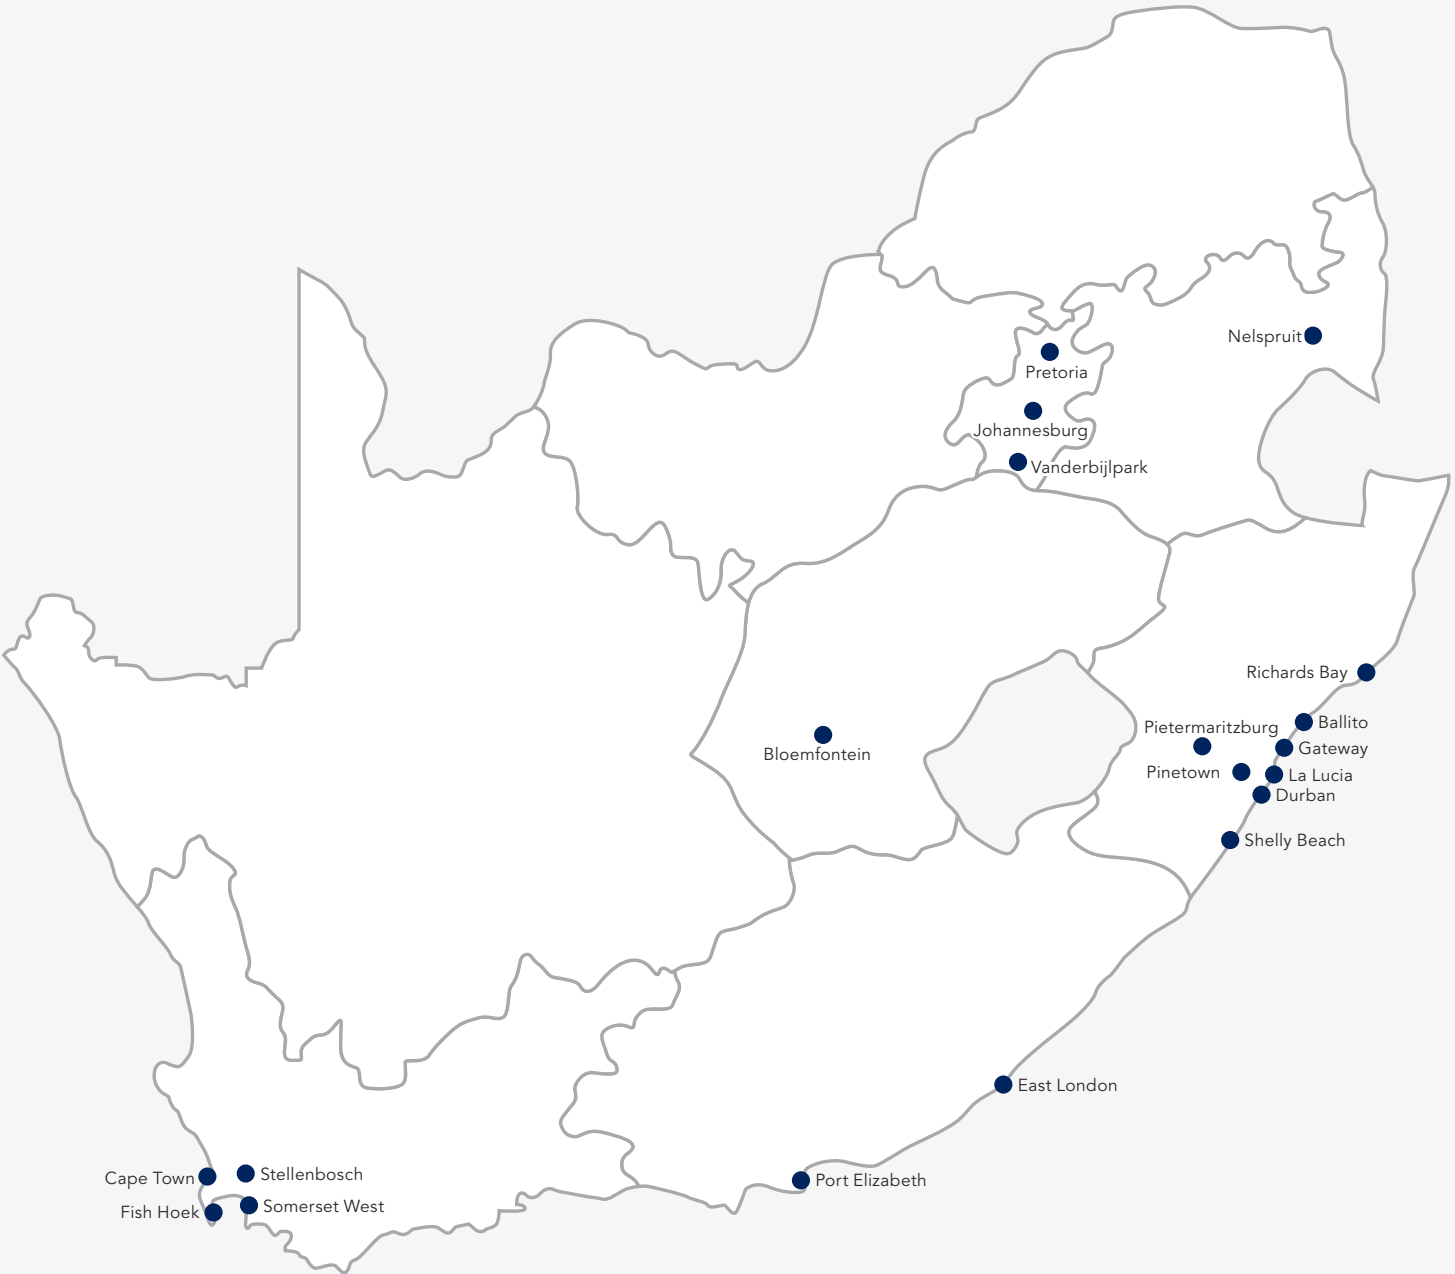 Nelspruit
Pretoria
Johannesburg
Vanderbijlpark
Richards Bay
Ballito
Pietermaritzburg
Gateway
Bloemfontein
Pinetown
La Lucia
Durban
Shelly Beach
East London
Cape Town
Stellenbosch
Port Elizabeth
Fish Hoek
Somerset West